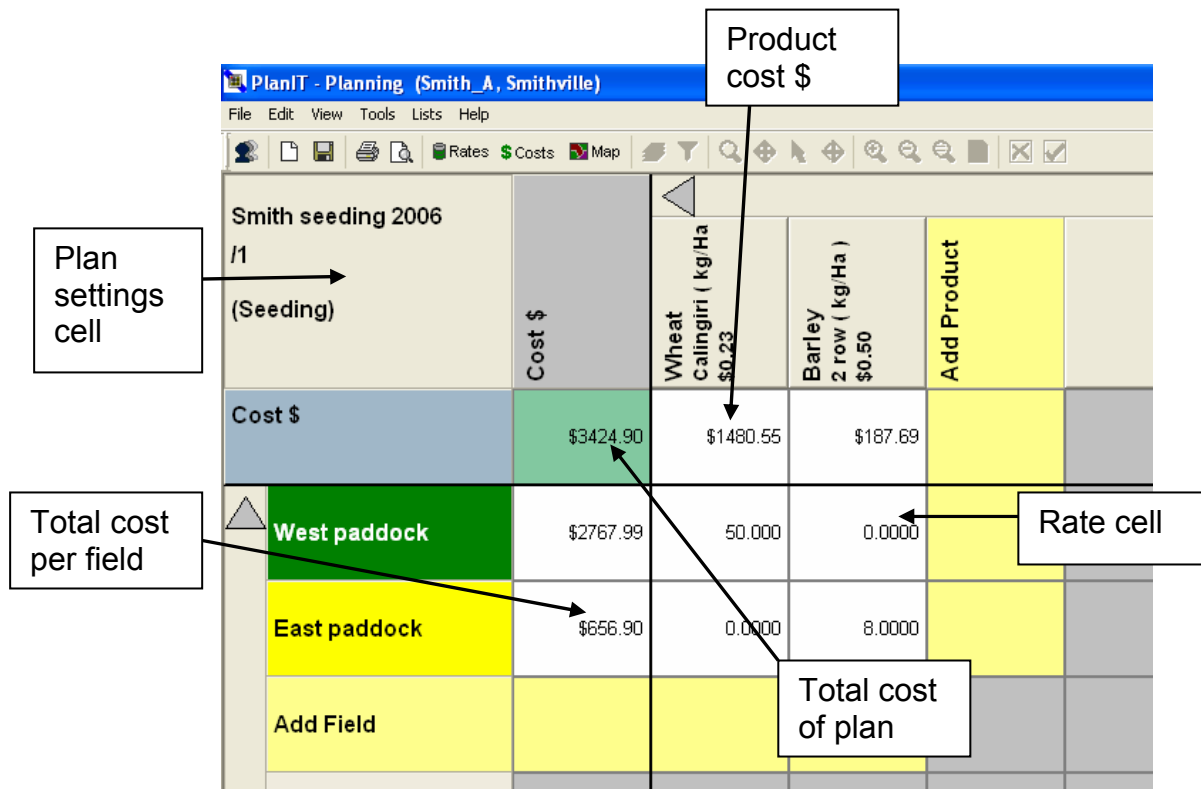 Product
cost $
PlanIT - Planning (Smith_A, Smithville)
File Edit View Tools Lists Help
Rates $ Costs Map
Smith seeding 2006
/1
(Seeding)
Plan
settings
cell
Cost $
Wheat
Calingiri ( kg/Ha
$0.23
Barley
2 row ( kg/Ha )
$0.50
Add Product
Cost $
$3424.90 $1480.55 $187.69
Total cost
per field
West paddock $2767.99 50.000 0.0000
Rate cell
East paddock $656.90 0.0000 8.0000
Total cost
of plan
Add Field